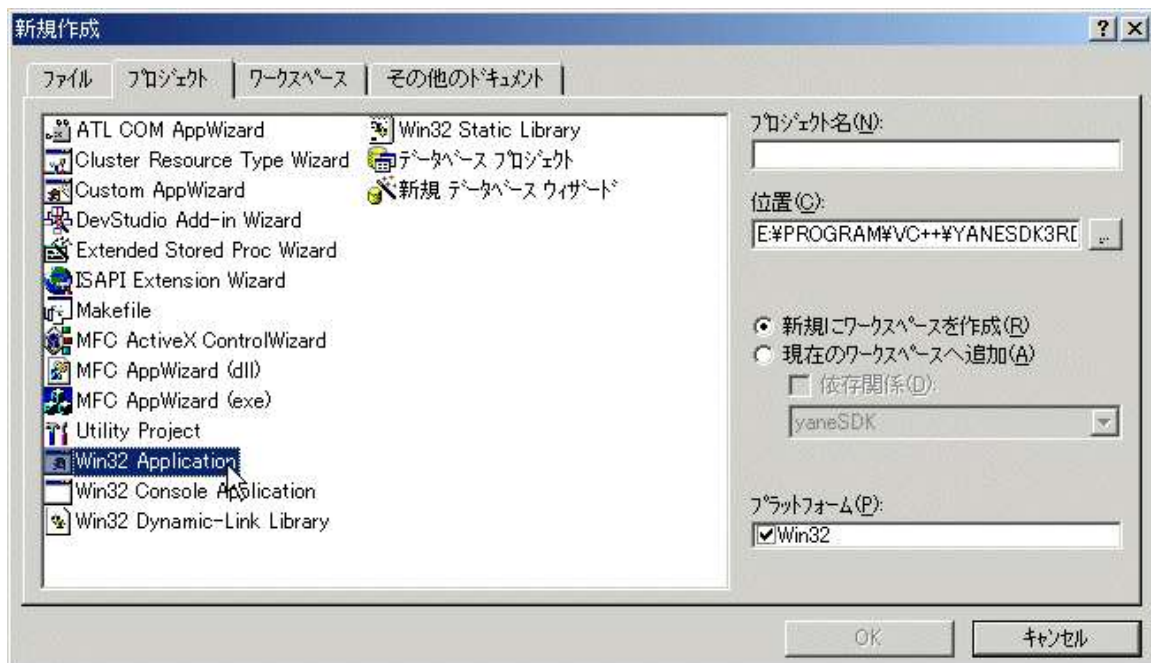 新規作成
ファイル
プロジェクト
ワークスペース
その他のドキュメント
ATL COM AppWizard
Cluster Resource Type Wizard
Custom AppWizard
DevStudio Add-in Wizard
Extended Stored Proc Wizard
ISAPI Extension Wizard
Makefile
MFC ActiveX ControlWizard
MFC AppWizard (dll)
MFC AppWizard (exe)
Utility Project
Win32 Application
Win32 Console Application
Win32 Dynamic-Link Library
Win32 Static Library
データベース プロジェクト
新規 データベース ウィザード
プロジェクト名(N):
位置(C):
E:¥PROGRAM¥VC++¥YANESDK3RD
...
新規にワークスペースを作成(R)
現在のワークスペースへ追加(A)
依存関係(D):
yaneSDK
プラットフォーム(P):
Win32
OK
キャンセル